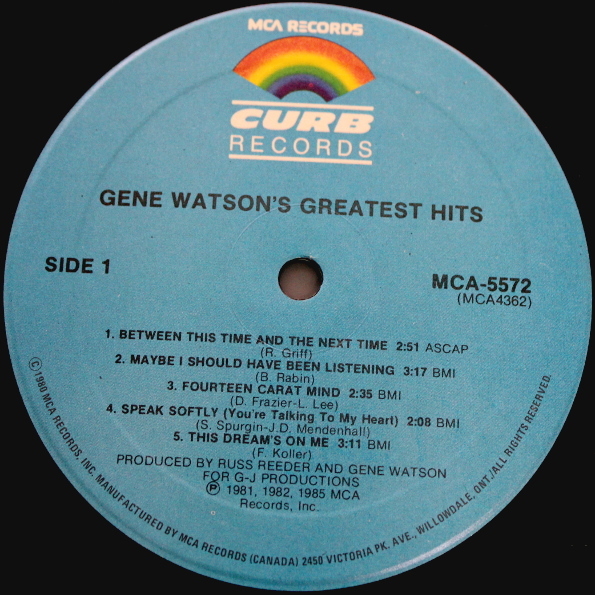 MCA RECORDS
CURB
RECORDS
GENE WATSON'S GREATEST HITS
SIDE 1
MCA-5572
(MCA4362)
1. BETWEEN THIS TIME AND THE NEXT TIME 2:51 ASCAP
(R. Griff)
2. MAYBE I SHOULD HAVE BEEN LISTENING 3:17 BMI
(B. Rabin)
3. FOURTEEN CARAT MIND 2:35 BMI
(D. Frazier-L. Lee)
4. SPEAK SOFTLY (You're Talking To My Heart) 2:08 BMI
(S. Spurgin-J.D. Mendenhall)
5. THIS DREAM'S ON ME 3:11 BMI
(F. Koller)
PRODUCED BY RUSS REEDER AND GENE WATSON
FOR G-J PRODUCTIONS
Ⓟ 1981, 1982, 1985 MCA
Records, Inc.
© 1980 MCA RECORDS, INC. MANUFACTURED BY MCA RECORDS (CANADA) 2450 VICTORIA PK. AVE., WILLOWDALE, ONT./ALL RIGHTS RESERVED.